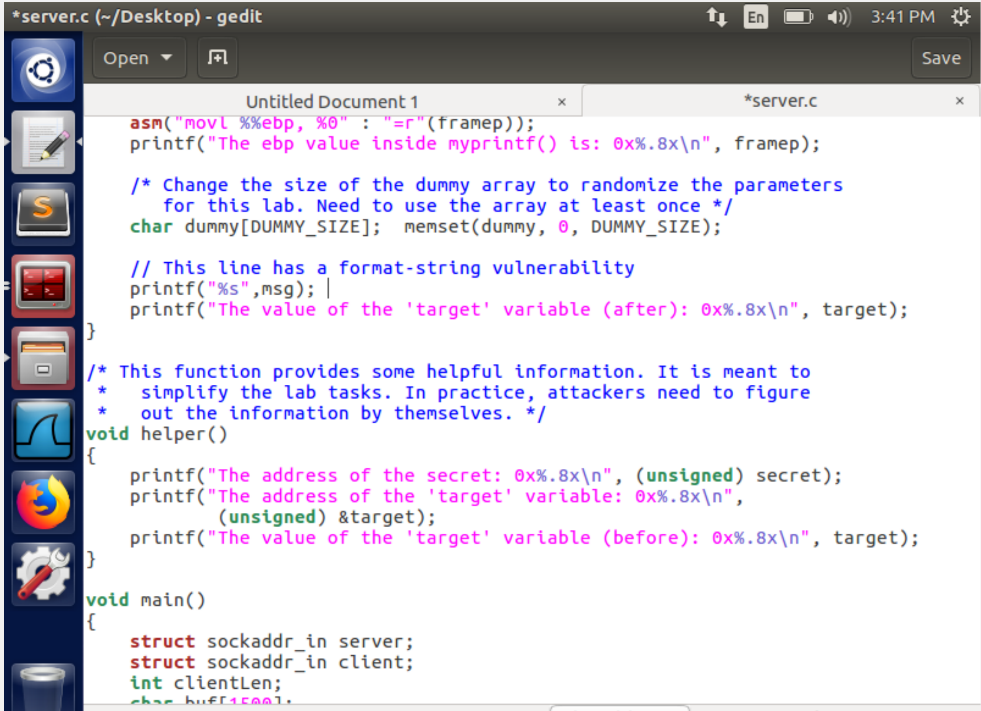 *server.c (~/Desktop) - gedit
En
3:41 PM
Open
Save
Untitled Document 1 ×
*server.c ×
asm("movl %%ebp, %0" : "=r"(framep));
printf("The ebp value inside myprintf() is: 0x%.8x\n", framep);
/* Change the size of the dummy array to randomize the parameters
for this lab. Need to use the array at least once */
char dummy[DUMMY_SIZE];  memset(dummy, 0, DUMMY_SIZE);
// This line has a format-string vulnerability
printf("%s",msg);
printf("The value of the 'target' variable (after): 0x%.8x\n", target);
}
/* This function provides some helpful information. It is meant to
*   simplify the lab tasks. In practice, attackers need to figure
*   out the information by themselves. */
void helper()
{
printf("The address of the secret: 0x%.8x\n", (unsigned) secret);
printf("The address of the 'target' variable: 0x%.8x\n",
(unsigned) &target);
printf("The value of the 'target' variable (before): 0x%.8x\n", target);
}
void main()
{
struct sockaddr_in server;
struct sockaddr_in client;
int clientLen;
char buf[1500];